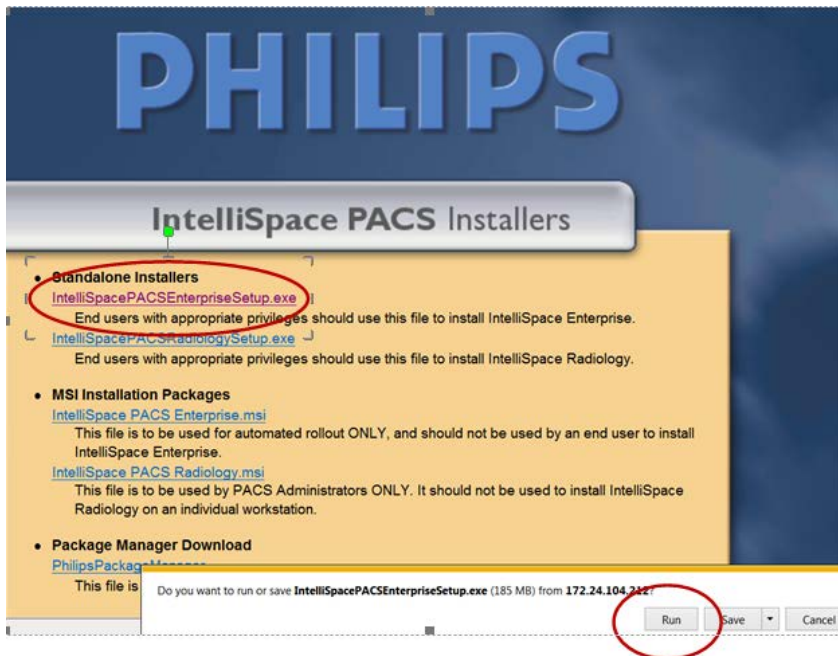 PHILIPS
IntelliSpace PACS Installers
• Standalone Installers
IntelliSpacePACSEnterpriseSetup.exe
End users with appropriate privileges should use this file to install IntelliSpace Enterprise.
IntelliSpacePACSRadiologySetup.exe
End users with appropriate privileges should use this file to install IntelliSpace Radiology.
• MSI Installation Packages
IntelliSpace PACS Enterprise.msi
This file is to be used for automated rollout ONLY, and should not be used by an end user to install
IntelliSpace Enterprise.
IntelliSpace PACS Radiology.msi
This file is to be used by PACS Administrators ONLY. It should not be used to install IntelliSpace
Radiology on an individual workstation.
• Package Manager Download
PhilipsPackageManager
This file is
Do you want to run or save IntelliSpacePACSEnterpriseSetup.exe (185 MB) from 172.24.104.212?
Run Save Cancel